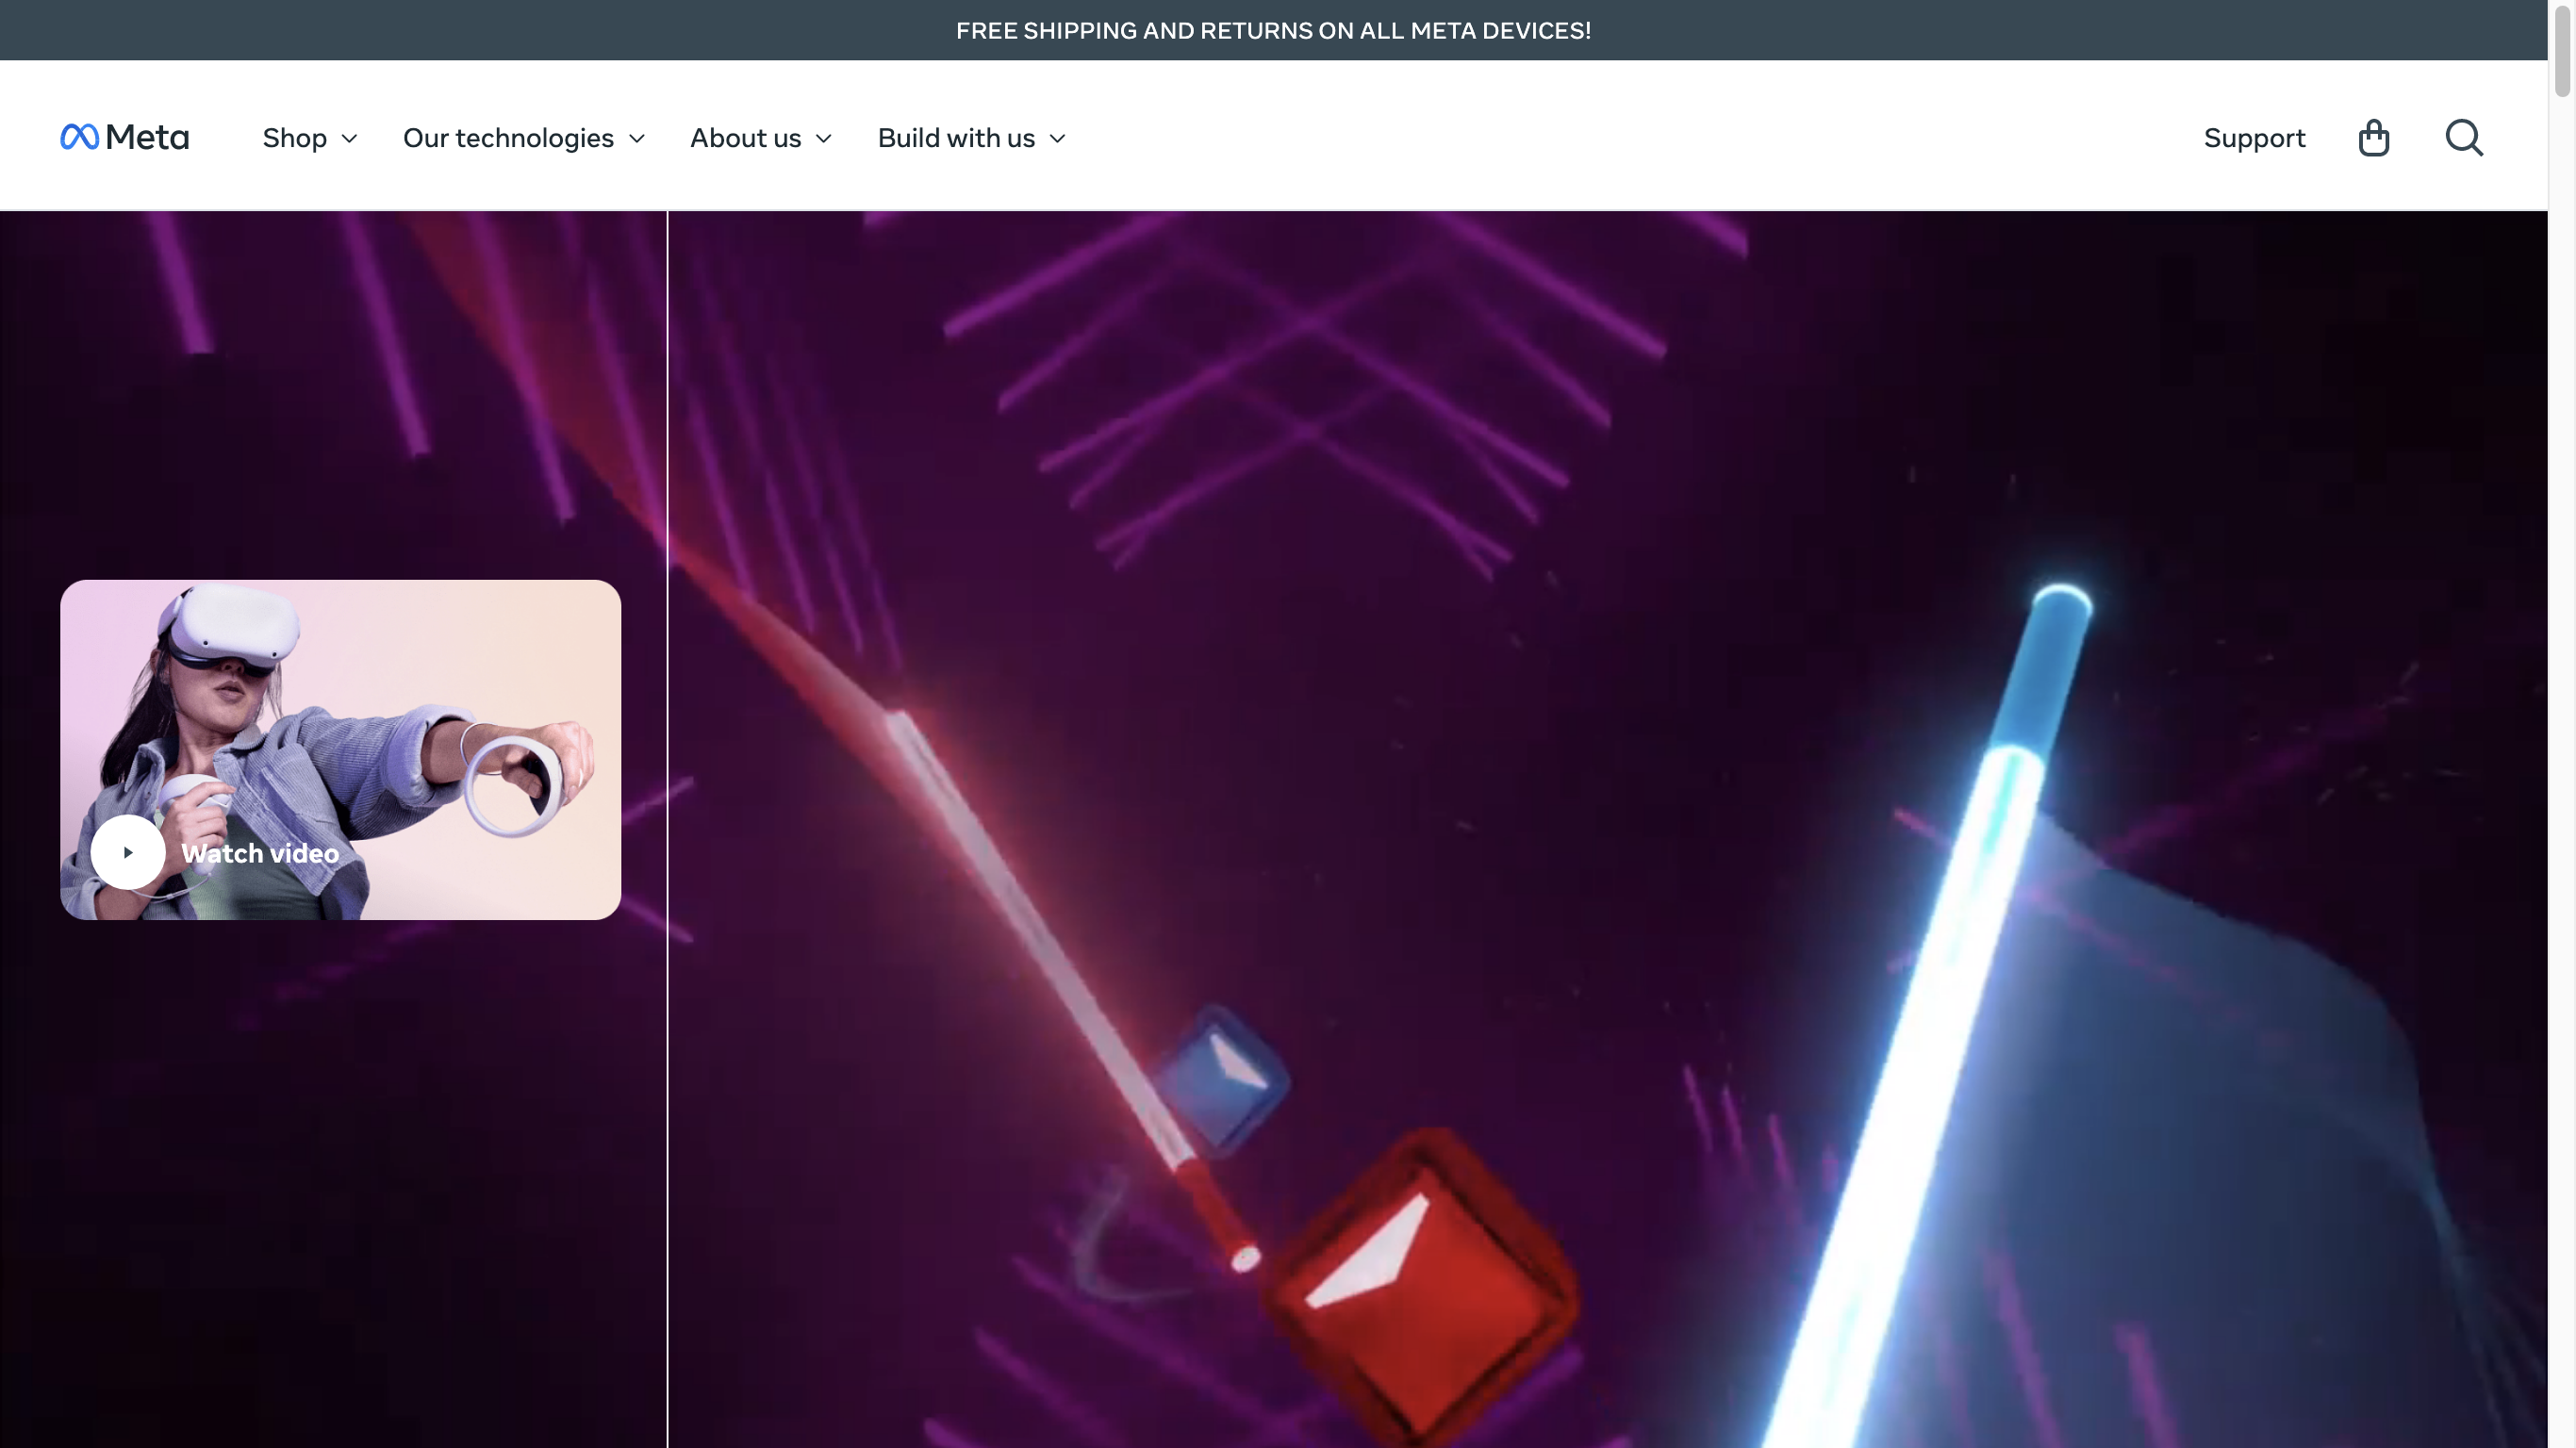 FREE SHIPPING AND RETURNS ON ALL META DEVICES!
Meta Shop Our technologies About us Build with us Support
Watch video